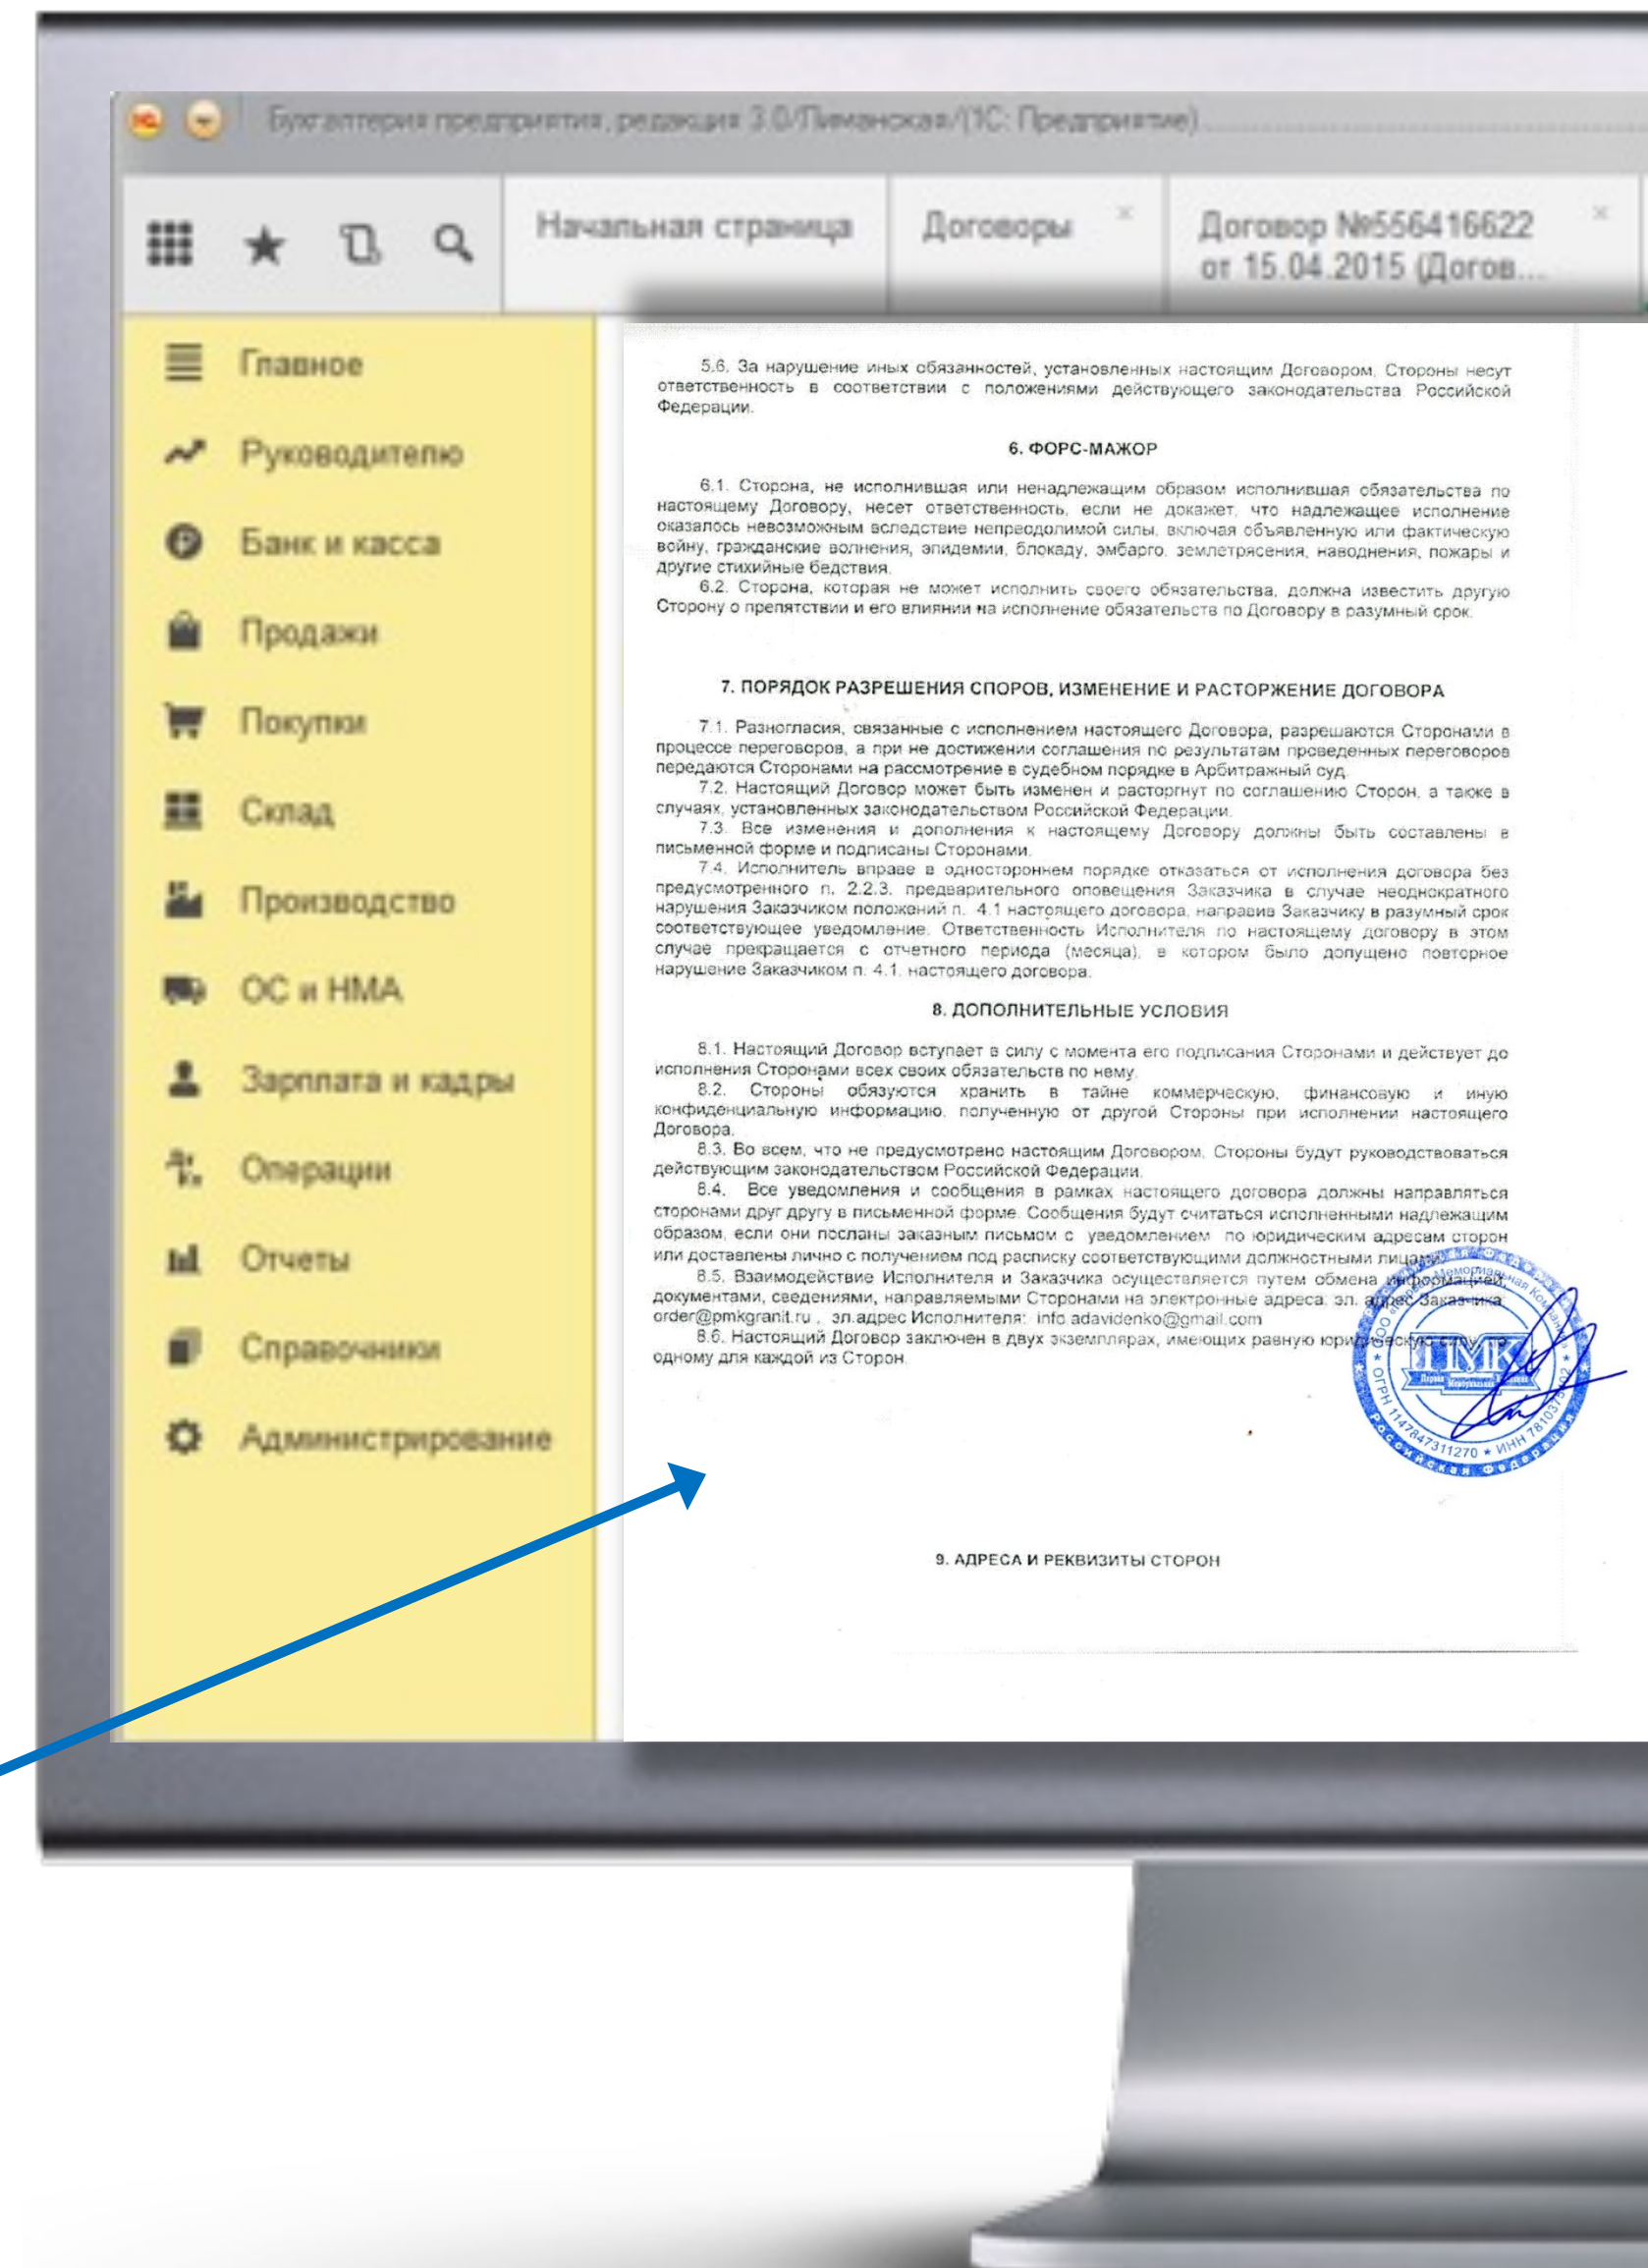 Бухгалтерия предприятия, редакция 3.0/Лиманская/(1С: Предприятие)
Начальная страница
Договоры
Договор №556416622
от 15.04.2015 (Догов...
Главное
Руководителю
Банк и касса
Продажи
Покупки
Склад
Производство
ОС и НМА
Зарплата и кадры
Операции
Отчеты
Справочники
Администрирование
5.6. За нарушение иных обязанностей, установленных настоящим Договором, Стороны несут
ответственность в соответствии с положениями действующего законодательства Российской
Федерации.
6. ФОРС-МАЖОР
6.1. Сторона, не исполнившая или ненадлежащим образом исполнившая обязательства по
настоящему Договору, несет ответственность, если не докажет, что надлежащее исполнение
оказалось невозможным вследствие непреодолимой силы, включая объявленную или фактическую
войну, гражданские волнения, эпидемии, блокаду, эмбарго, землетрясения, наводнения, пожары и
другие стихийные бедствия.
6.2. Сторона, которая не может исполнить своего обязательства, должна известить другую
Сторону о препятствии и его влиянии на исполнение обязательств по Договору в разумный срок.
7. ПОРЯДОК РАЗРЕШЕНИЯ СПОРОВ, ИЗМЕНЕНИЕ И РАСТОРЖЕНИЕ ДОГОВОРА
7.1. Разногласия, связанные с исполнением настоящего Договора, разрешаются Сторонами в
процессе переговоров, а при не достижении соглашения по результатам проведенных переговоров
передаются Сторонами на рассмотрение в судебном порядке в Арбитражный суд.
7.2. Настоящий Договор может быть изменен и расторгнут по соглашению Сторон, а также в
случаях, установленных законодательством Российской Федерации.
7.3. Все изменения и дополнения к настоящему Договору должны быть составлены в
письменной форме и подписаны Сторонами.
7.4. Исполнитель вправе в одностороннем порядке отказаться от исполнения договора без
предусмотренного п. 2.2.3. предварительного оповещения Заказчика в случае неоднократного
нарушения Заказчиком положений п. 4.1 настоящего договора, направив Заказчику в разумный срок
соответствующее уведомление. Ответственность Исполнителя по настоящему договору в этом
случае прекращается с отчетного периода (месяца), в котором было допущено повторное
нарушение Заказчиком п. 4.1. настоящего договора.
8. ДОПОЛНИТЕЛЬНЫЕ УСЛОВИЯ
8.1. Настоящий Договор вступает в силу с момента его подписания Сторонами и действует до
исполнения Сторонами всех своих обязательств по нему.
8.2. Стороны обязуются хранить в тайне коммерческую, финансовую и иную
конфиденциальную информацию, полученную от другой Стороны при исполнении настоящего
Договора.
8.3. Во всем, что не предусмотрено настоящим Договором, Стороны будут руководствоваться
действующим законодательством Российской Федерации.
8.4. Все уведомления и сообщения в рамках настоящего договора должны направляться
сторонами друг другу в письменной форме. Сообщения будут считаться исполненными надлежащим
образом, если они посланы заказным письмом с уведомлением по юридическим адресам сторон
или доставлены лично с получением под расписку соответствующими должностными лицами.
8.5. Взаимодействие Исполнителя и Заказчика осуществляется путем обмена информацией,
документами, сведениями, направляемыми Сторонами на электронные адреса: эл. адрес Заказчика:
order@pmkgranit.ru , эл.адрес Исполнителя: info.adavidenko@gmail.com
8.6. Настоящий Договор заключен в двух экземплярах, имеющих равную юридическую силу, по
одному для каждой из Сторон.
ООО «Первая Мемориальная Компания»
ПМК
Первая Мемориальная Компания
ОГРН 1147847311270 * ИНН
Российская Федерация
9. АДРЕСА И РЕКВИЗИТЫ СТОРОН